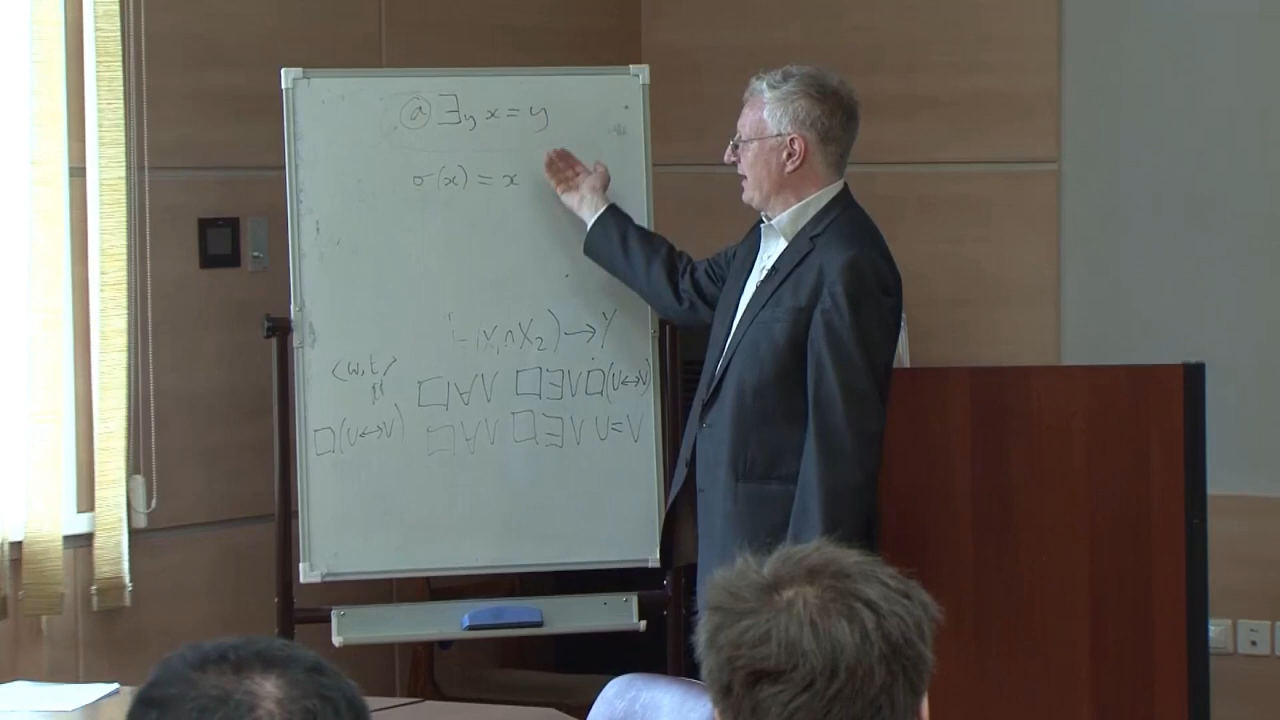 ⓐ ∃y x = y
σ(x) = x
⊢(X₁∩X₂)→Y
<w,t>
□∀V □∃V□(U↔V)
□(U↔V) □∀V □∃V U=V